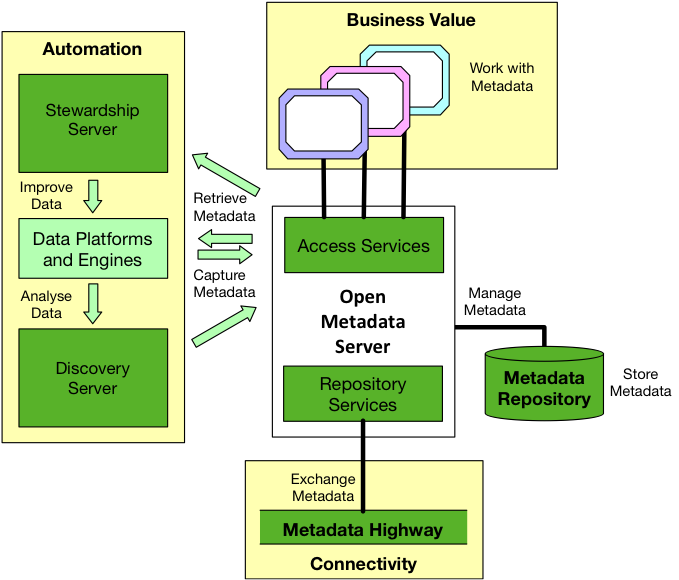 Business Value
Work with
Metadata
Automation
Stewardship
Server
Improve
Data
Data Platforms
and Engines
Analyse
Data
Discovery
Server
Retrieve
Metadata
Capture
Metadata
Access Services
Open
Metadata
Server
Repository
Services
Manage
Metadata
Metadata
Repository
Store
Metadata
Exchange
Metadata
Metadata Highway
Connectivity